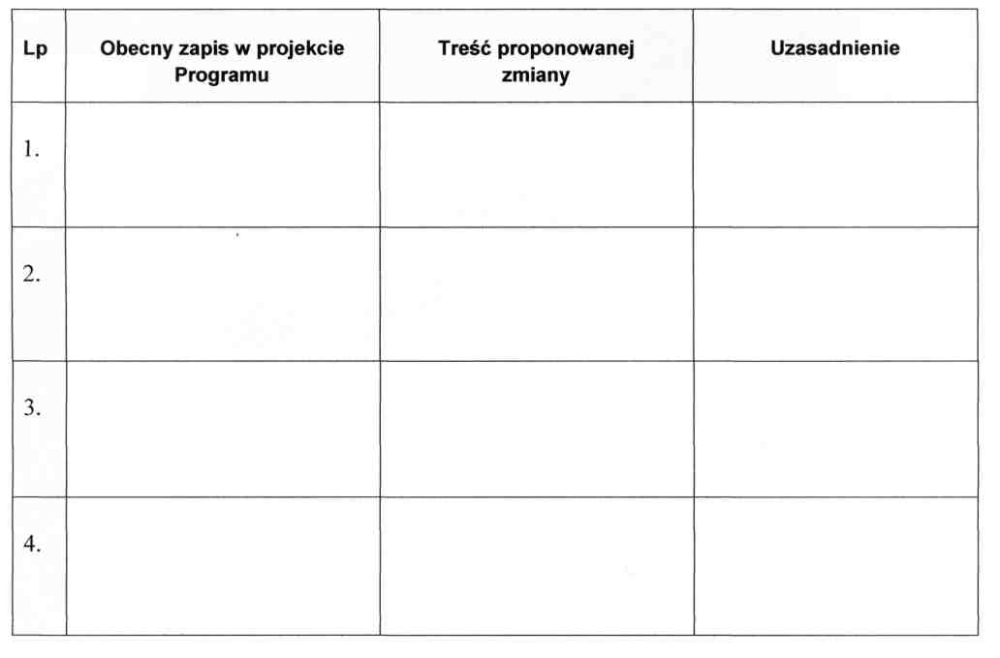 Lp
Obecny zapis w projekcie
Programu
Treść proponowanej
zmiany
Uzasadnienie
1.
2.
3.
4.